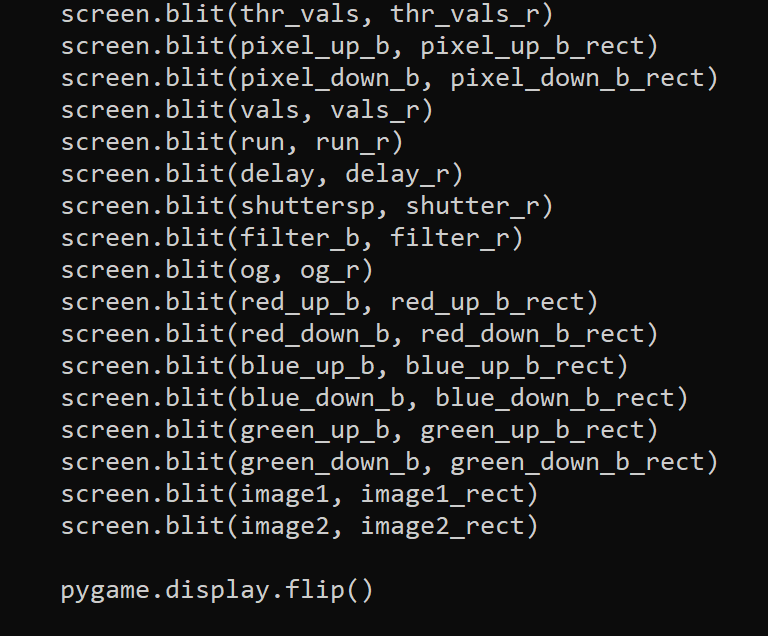 screen.blit(thr_vals, thr_vals_r)
screen.blit(pixel_up_b, pixel_up_b_rect)
screen.blit(pixel_down_b, pixel_down_b_rect)
screen.blit(vals, vals_r)
screen.blit(run, run_r)
screen.blit(delay, delay_r)
screen.blit(shuttersp, shutter_r)
screen.blit(filter_b, filter_r)
screen.blit(og, og_r)
screen.blit(red_up_b, red_up_b_rect)
screen.blit(red_down_b, red_down_b_rect)
screen.blit(blue_up_b, blue_up_b_rect)
screen.blit(blue_down_b, blue_down_b_rect)
screen.blit(green_up_b, green_up_b_rect)
screen.blit(green_down_b, green_down_b_rect)
screen.blit(image1, image1_rect)
screen.blit(image2, image2_rect)
pygame.display.flip()